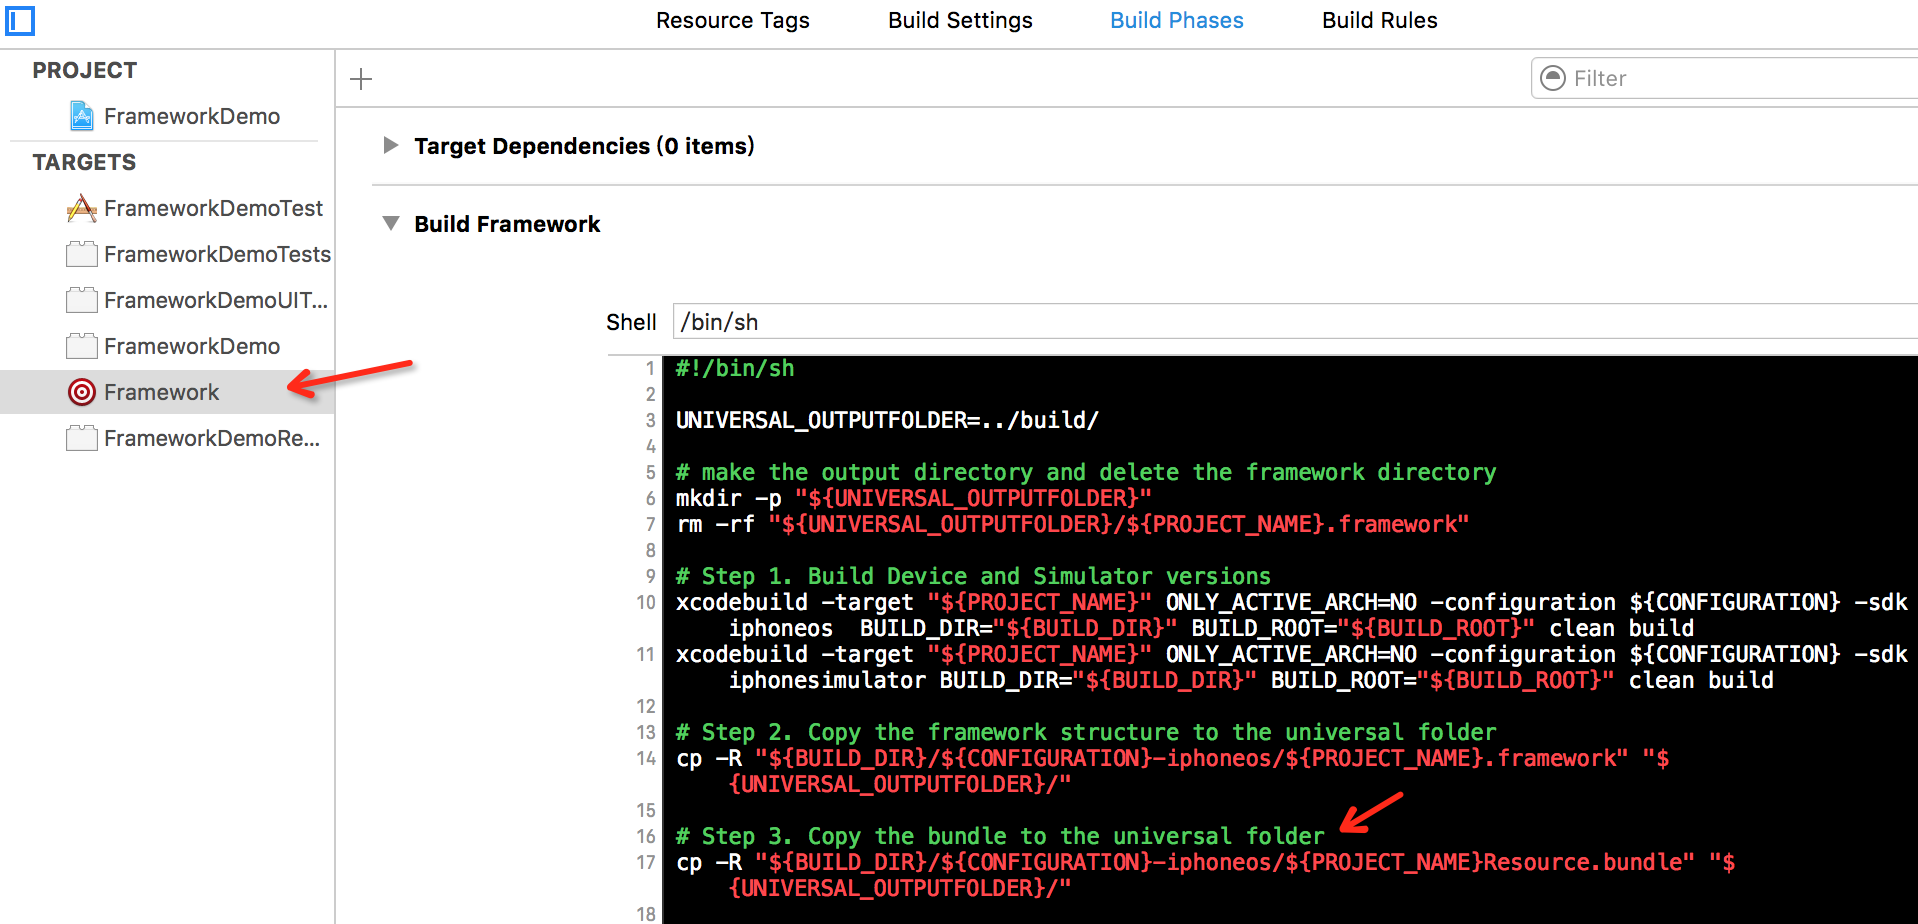 Resource Tags Build Settings Build Phases Build Rules
PROJECT
FrameworkDemo
TARGETS
FrameworkDemoTest
FrameworkDemoTests
FrameworkDemoUIT...
FrameworkDemo
Framework
FrameworkDemoRe...
Filter
Target Dependencies (0 items)
Build Framework
Shell /bin/sh
1 #!/bin/sh
2
3 UNIVERSAL_OUTPUTFOLDER=../build/
4
5 # make the output directory and delete the framework directory
6 mkdir -p "${UNIVERSAL_OUTPUTFOLDER}"
7 rm -rf "${UNIVERSAL_OUTPUTFOLDER}/${PROJECT_NAME}.framework"
8
9 # Step 1. Build Device and Simulator versions
10 xcodebuild -target "${PROJECT_NAME}" ONLY_ACTIVE_ARCH=NO -configuration ${CONFIGURATION} -sdk
iphoneos  BUILD_DIR="${BUILD_DIR}" BUILD_ROOT="${BUILD_ROOT}" clean build
11 xcodebuild -target "${PROJECT_NAME}" ONLY_ACTIVE_ARCH=NO -configuration ${CONFIGURATION} -sdk
iphonesimulator BUILD_DIR="${BUILD_DIR}" BUILD_ROOT="${BUILD_ROOT}" clean build
12
13 # Step 2. Copy the framework structure to the universal folder
14 cp -R "${BUILD_DIR}/${CONFIGURATION}-iphoneos/${PROJECT_NAME}.framework" "$
{UNIVERSAL_OUTPUTFOLDER}/"
15
16 # Step 3. Copy the bundle to the universal folder
17 cp -R "${BUILD_DIR}/${CONFIGURATION}-iphoneos/${PROJECT_NAME}Resource.bundle" "$
{UNIVERSAL_OUTPUTFOLDER}/"
18